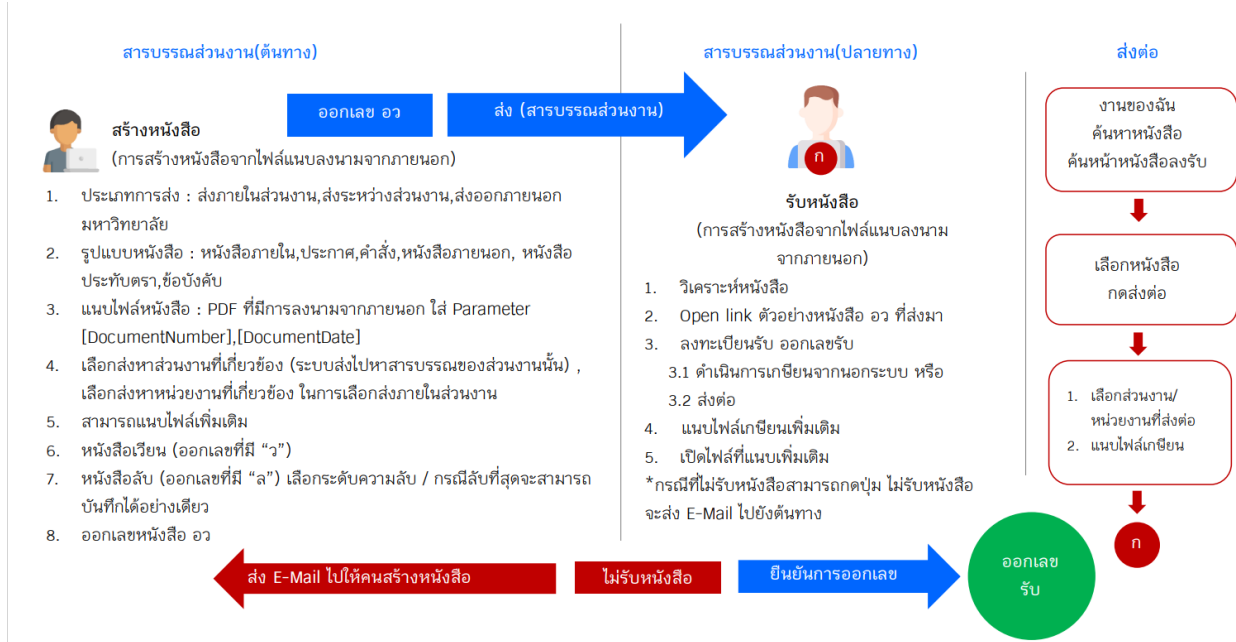 สารบรรณส่วนงาน(ต้นทาง)
ออกเลข อว
ส่ง (สารบรรณส่วนงาน)
สร้างหนังสือ
(การสร้างหนังสือจากไฟล์แนบลงนามจากภายนอก)
1. ประเภทการส่ง : ส่งภายในส่วนงาน,ส่งระหว่างส่วนงาน,ส่งออกภายนอก
มหาวิทยาลัย
2. รูปแบบหนังสือ : หนังสือภายใน,ประกาศ,คำสั่ง,หนังสือภายนอก, หนังสือ
ประทับตรา,ข้อบังคับ
3. แนบไฟล์หนังสือ : PDF ที่มีการลงนามจากภายนอก ใส่ Parameter
[DocumentNumber],[DocumentDate]
4. เลือกส่งหาส่วนงานที่เกี่ยวข้อง (ระบบส่งไปหาสารบรรณของส่วนงานนั้น) ,
เลือกส่งหาหน่วยงานที่เกี่ยวข้อง ในการเลือกส่งภายในส่วนงาน
5. สามารถแนบไฟล์เพิ่มเติม
6. หนังสือเวียน (ออกเลขที่มี “ว”)
7. หนังสือลับ (ออกเลขที่มี “ล”) เลือกระดับความลับ / กรณีลับที่สุดจะสามารถ
บันทึกได้อย่างเดียว
8. ออกเลขหนังสือ อว
สารบรรณส่วนงาน(ปลายทาง)
ก
รับหนังสือ
(การสร้างหนังสือจากไฟล์แนบลงนาม
จากภายนอก)
1. วิเคราะห์หนังสือ
2. Open link ตัวอย่างหนังสือ อว ที่ส่งมา
3. ลงทะเบียนรับ ออกเลขรับ
3.1 ดำเนินการเกษียนจากนอกระบบ หรือ
3.2 ส่งต่อ
4. แนบไฟล์เกษียนเพิ่มเติม
5. เปิดไฟล์ที่แนบเพิ่มเติม
*กรณีที่ไม่รับหนังสือสามารถกดปุ่ม ไม่รับหนังสือ
จะส่ง E-Mail ไปยังต้นทาง
ส่งต่อ
งานของฉัน
ค้นหาหนังสือ
ค้นหน้าหนังสือลงรับ
เลือกหนังสือ
กดส่งต่อ
1. เลือกส่วนงาน/
หน่วยงานที่ส่งต่อ
2. แนบไฟล์เกษียน
ก
ส่ง E-Mail ไปให้คนสร้างหนังสือ
ไม่รับหนังสือ
ยืนยันการออกเลข
ออกเลข
รับ